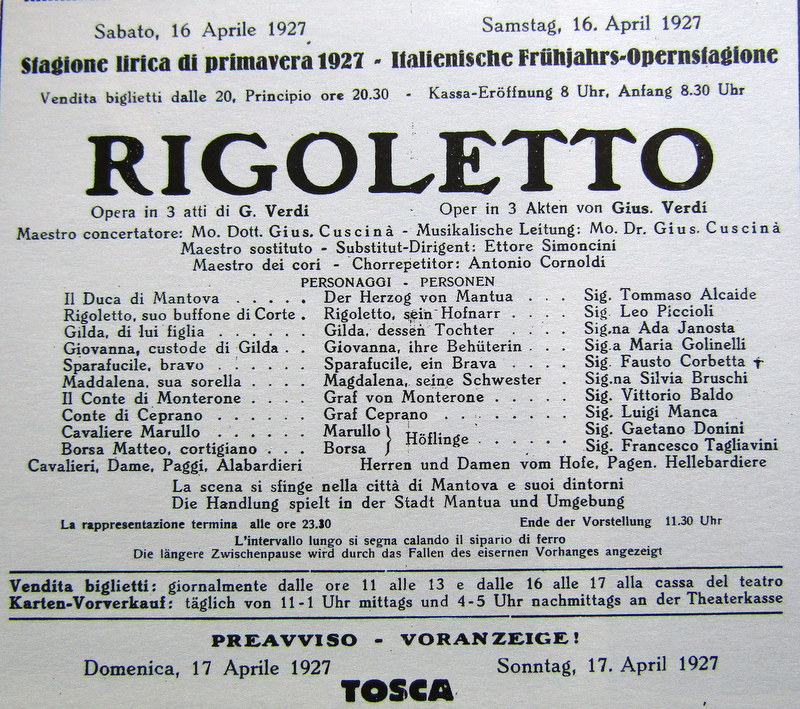 Sabato, 16 Aprile 1927 Samstag, 16. April 1927
Stagione lirica di primavera 1927 - Italienische Frühjahrs-Opernstagione
Vendita biglietti dalle 20, Principio ore 20.30 - Kassa-Eröffnung 8 Uhr, Anfang 8.30 Uhr
RIGOLETTO
Opera in 3 atti di G. Verdi Oper in 3 Akten von Gius. Verdi
Maestro concertatore: Mo. Dott. Gius. Cuscinà - Musikalische Leitung: Mo. Dr. Gius. Cuscinà
Maestro sostituto - Substitut-Dirigent: Ettore Simoncini
Maestro dei cori - Chorrepetitor: Antonio Cornoldi
PERSONAGGI - PERSONEN
Il Duca di Mantova . . . . . Der Herzog von Mantua . . . Sig. Tommaso Alcaide
Rigoletto, suo buffone di Corte . Rigoletto, sein Hofnarr . . . . Sig. Leo Piccioli
Gilda, di lui figlia . . . . . Gilda, dessen Tochter . . . . Sig.na Ada Janosta
Giovanna, custode di Gilda . . Giovanna, ihre Behüterin . . . Sig.a Maria Golinelli
Sparafucile, bravo . . . . . . Sparafucile, ein Brava . . . . Sig. Fausto Corbetta †
Maddalena, sua sorella . . . . Magdalena, seine Schwester . Sig.na Silvia Bruschi
Il Conte di Monterone . . . . Graf von Monterone . . . . . Sig. Vittorio Baldo
Conte di Ceprano . . . . . Graf Ceprano . . . . . . . . Sig. Luigi Manca
Cavaliere Marullo . . . . . . Marullo } Höflinge . . . . . . Sig. Gaetano Donini
Borsa Matteo, cortigiano . . . Borsa Sig. Francesco Tagliavini
Cavalieri, Dame, Paggi, Alabardieri Herren und Damen vom Hofe, Pagen. Hellebardiere
La scena si sfinge nella città di Mantova e suoi dintorni
Die Handlung spielt in der Stadt Mantua und Umgebung
La rappresentazione termina alle ore 23.30 Ende der Vorstellung 11.30 Uhr
L'intervallo lungo si segna calando il sipario di ferro
Die längere Zwischenpause wird durch das Fallen des eisernen Vorhanges angezeigt
Vendita biglietti: giornalmente dalle ore 11 alle 13 e dalle 16 alle 17 alla cassa del teatro
Karten-Vorverkauf: täglich von 11-1 Uhr mittags und 4-5 Uhr nachmittags an der Theaterkasse
PREAVVISO - VORANZEIGE!
Domenica, 17 Aprile 1927 Sonntag, 17. April 1927
TOSCA